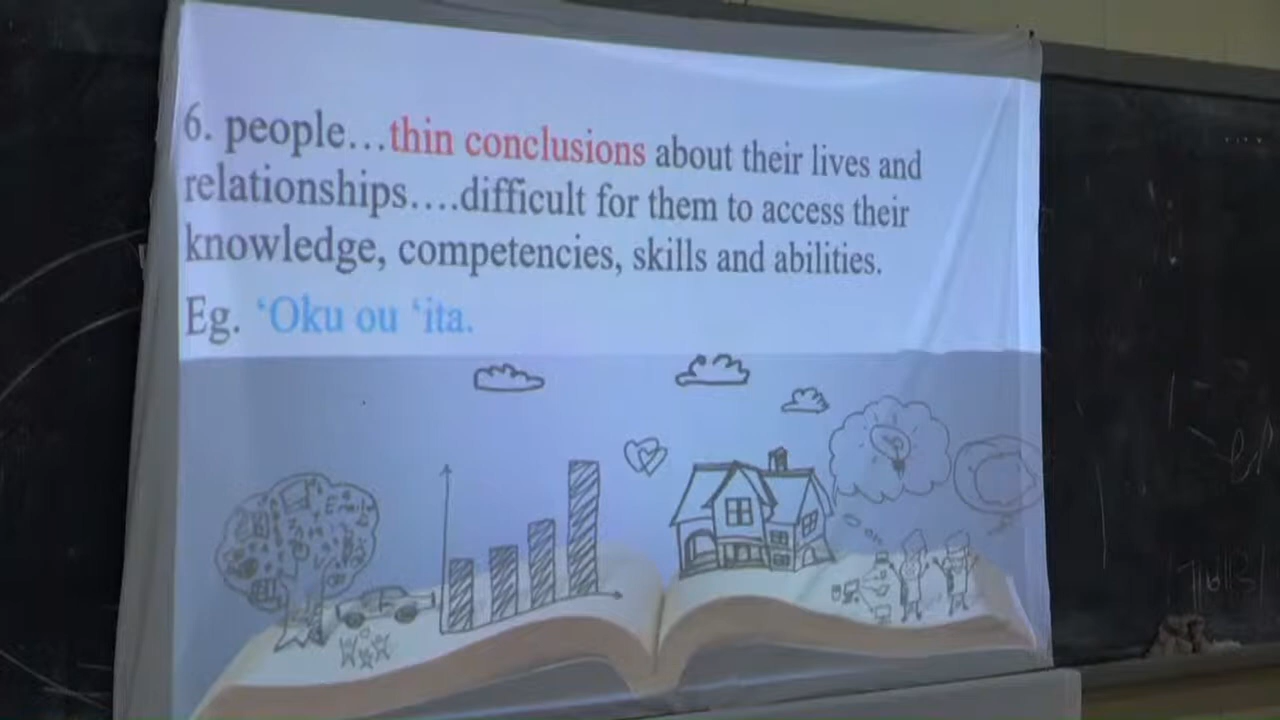 6. people…thin conclusions about their lives and
relationships….difficult for them to access their
knowledge, competencies, skills and abilities.
Eg. ‘Oku ou ‘ita.